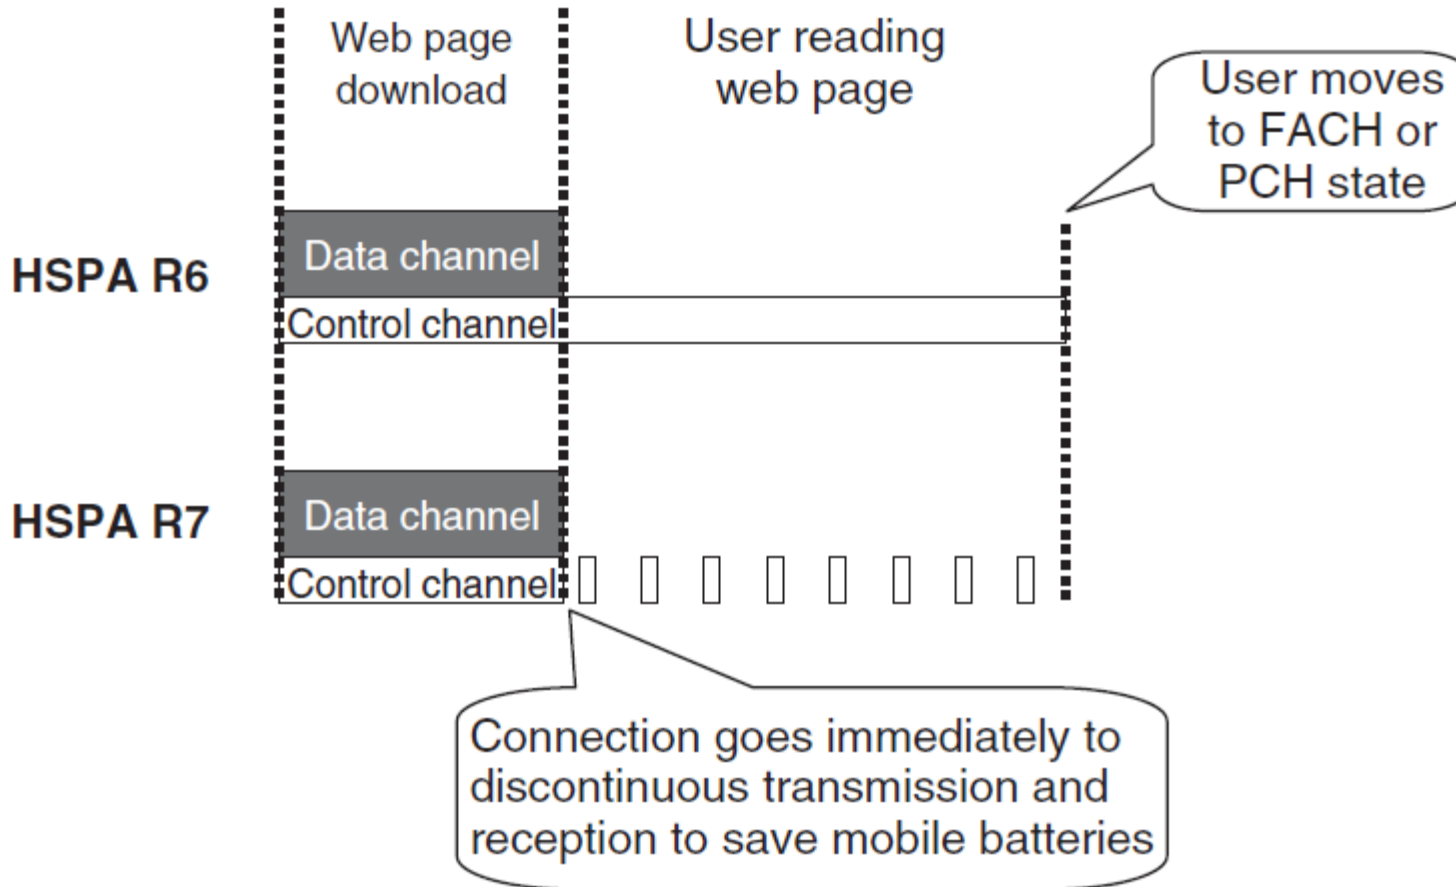 Web page
download
User reading
web page
User moves
to FACH or
PCH state
HSPA R6
Data channel
Control channel
HSPA R7
Data channel
Control channel
Connection goes immediately to
discontinuous transmission and
reception to save mobile batteries